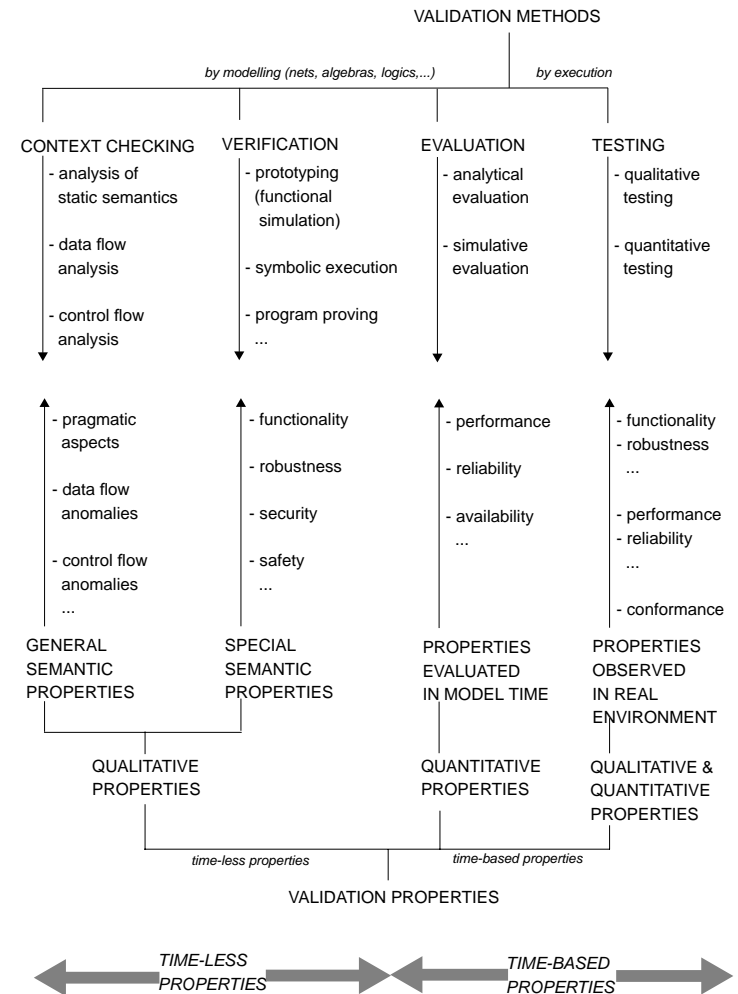 VALIDATION METHODS
by modelling (nets, algebras, logics,...)
by execution
CONTEXT CHECKING
- analysis of
static semantics
- data flow
analysis
- control flow
analysis
VERIFICATION
- prototyping
(functional
simulation)
- symbolic execution
- program proving
...
EVALUATION
- analytical
evaluation
- simulative
evaluation
TESTING
- qualitative
testing
- quantitative
testing
- pragmatic
aspects
- data flow
anomalies
- control flow
anomalies
...
GENERAL
SEMANTIC
PROPERTIES
- functionality
- robustness
- security
- safety
...
SPECIAL
SEMANTIC
PROPERTIES
- performance
- reliability
- availability
...
PROPERTIES
EVALUATED
IN MODEL TIME
- functionality
- robustness
...
- performance
- reliability
...
- conformance
PROPERTIES
OBSERVED
IN REAL
ENVIRONMENT
QUALITATIVE
PROPERTIES
QUANTITATIVE
PROPERTIES
QUALITATIVE &
QUANTITATIVE
PROPERTIES
time-less properties
time-based properties
VALIDATION PROPERTIES
TIME-LESS
PROPERTIES
TIME-BASED
PROPERTIES